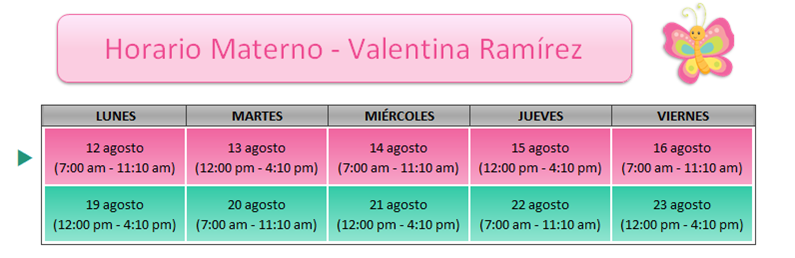 Horario Materno - Valentina Ramírez
LUNES MARTES MIÉRCOLES JUEVES VIERNES
12 agosto 13 agosto 14 agosto 15 agosto 16 agosto
(7:00 am - 11:10 am) (12:00 pm - 4:10 pm) (7:00 am - 11:10 am) (12:00 pm - 4:10 pm) (7:00 am - 11:10 am)
19 agosto 20 agosto 21 agosto 22 agosto 23 agosto
(12:00 pm - 4:10 pm) (7:00 am - 11:10 am) (12:00 pm - 4:10 pm) (7:00 am - 11:10 am) (12:00 pm - 4:10 pm)